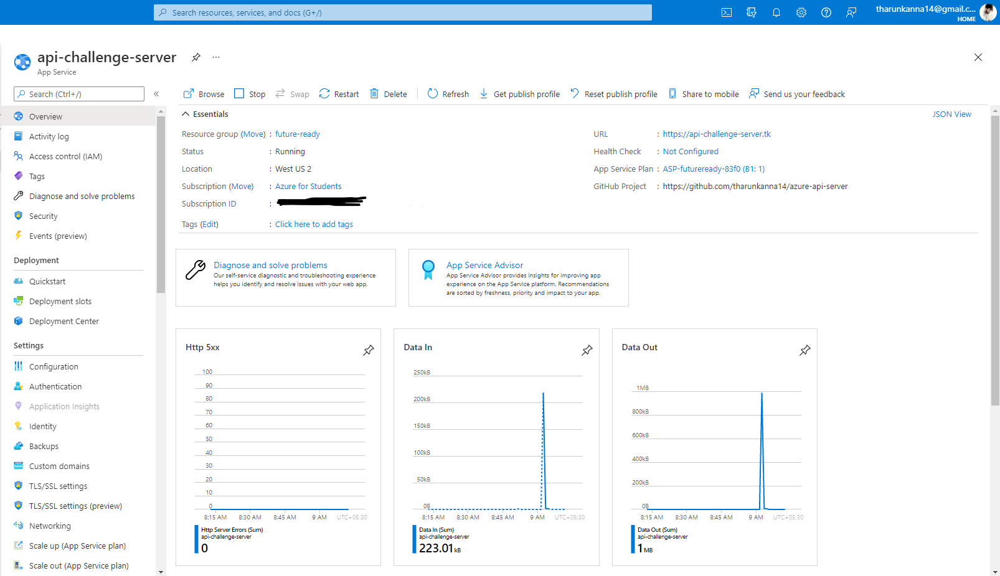 Search resources, services, and docs (G+/)
tharunkanna14@gmail.c...
HOME
api-challenge-server
...
App Service
Search (Ctrl+/)
«
Browse Stop Swap Restart Delete Refresh Get publish profile Reset publish profile Share to mobile Send us your feedback
Overview
Activity log
Access control (IAM)
Tags
Diagnose and solve problems
Security
Events (preview)
Deployment
Quickstart
Deployment slots
Deployment Center
Settings
Configuration
Authentication
Application Insights
Identity
Backups
Custom domains
TLS/SSL settings
TLS/SSL settings (preview)
Networking
Scale up (App Service plan)
Scale out (App Service plan)
Essentials
JSON View
Resource group (Move) : future-ready
Status : Running
Location : West US 2
Subscription (Move) : Azure for Students
Subscription ID :
Tags (Edit) : Click here to add tags
URL : https://api-challenge-server.tk
Health Check : Not Configured
App Service Plan : ASP-futureready-83f0 (B1: 1)
GitHub Project : https://github.com/tharunkanna14/azure-api-server
Diagnose and solve problems
Our self-service diagnostic and troubleshooting experience
helps you identify and resolve issues with your web app.
App Service Advisor
App Service Advisor provides insights for improving app
experience on the App Service platform. Recommendations
are sorted by freshness, priority and impact to your app.
Http 5xx
100
90
80
70
60
50
40
30
20
10
0
8:15 AM 8:30 AM 8:45 AM 9 AM UTC+05:30
Http Server Errors (Sum)
api-challenge-server
0
Data In
250kB
200kB
150kB
100kB
50kB
0B
8:15 AM 8:30 AM 8:45 AM 9 AM UTC+05:30
Data In (Sum)
api-challenge-server
223.01 kB
Data Out
1MB
800kB
600kB
400kB
200kB
0B
8:15 AM 8:30 AM 8:45 AM 9 AM UTC+05:30
Data Out (Sum)
api-challenge-server
1 MB